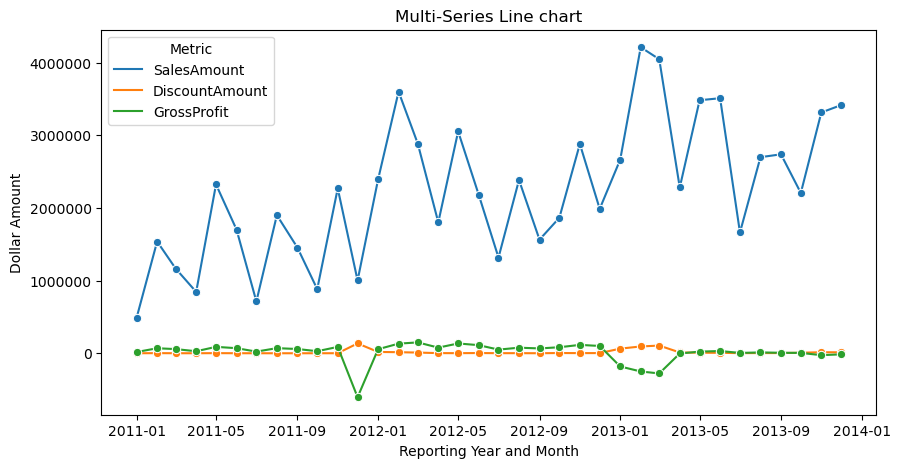 Multi-Series Line chart
Metric
SalesAmount
DiscountAmount
GrossProfit
Dollar Amount
4000000
3000000
2000000
1000000
0
2011-01 2011-05 2011-09 2012-01 2012-05 2012-09 2013-01 2013-05 2013-09 2014-01
Reporting Year and Month